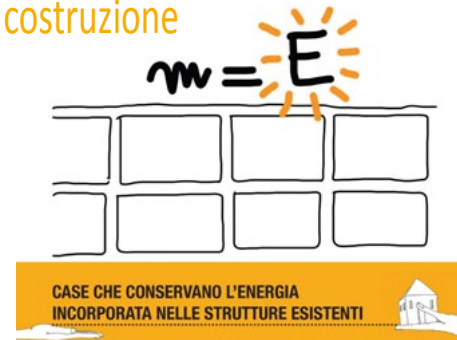 costruzione
m = E
CASE CHE CONSERVANO L'ENERGIA
INCORPORATA NELLE STRUTTURE ESISTENTI